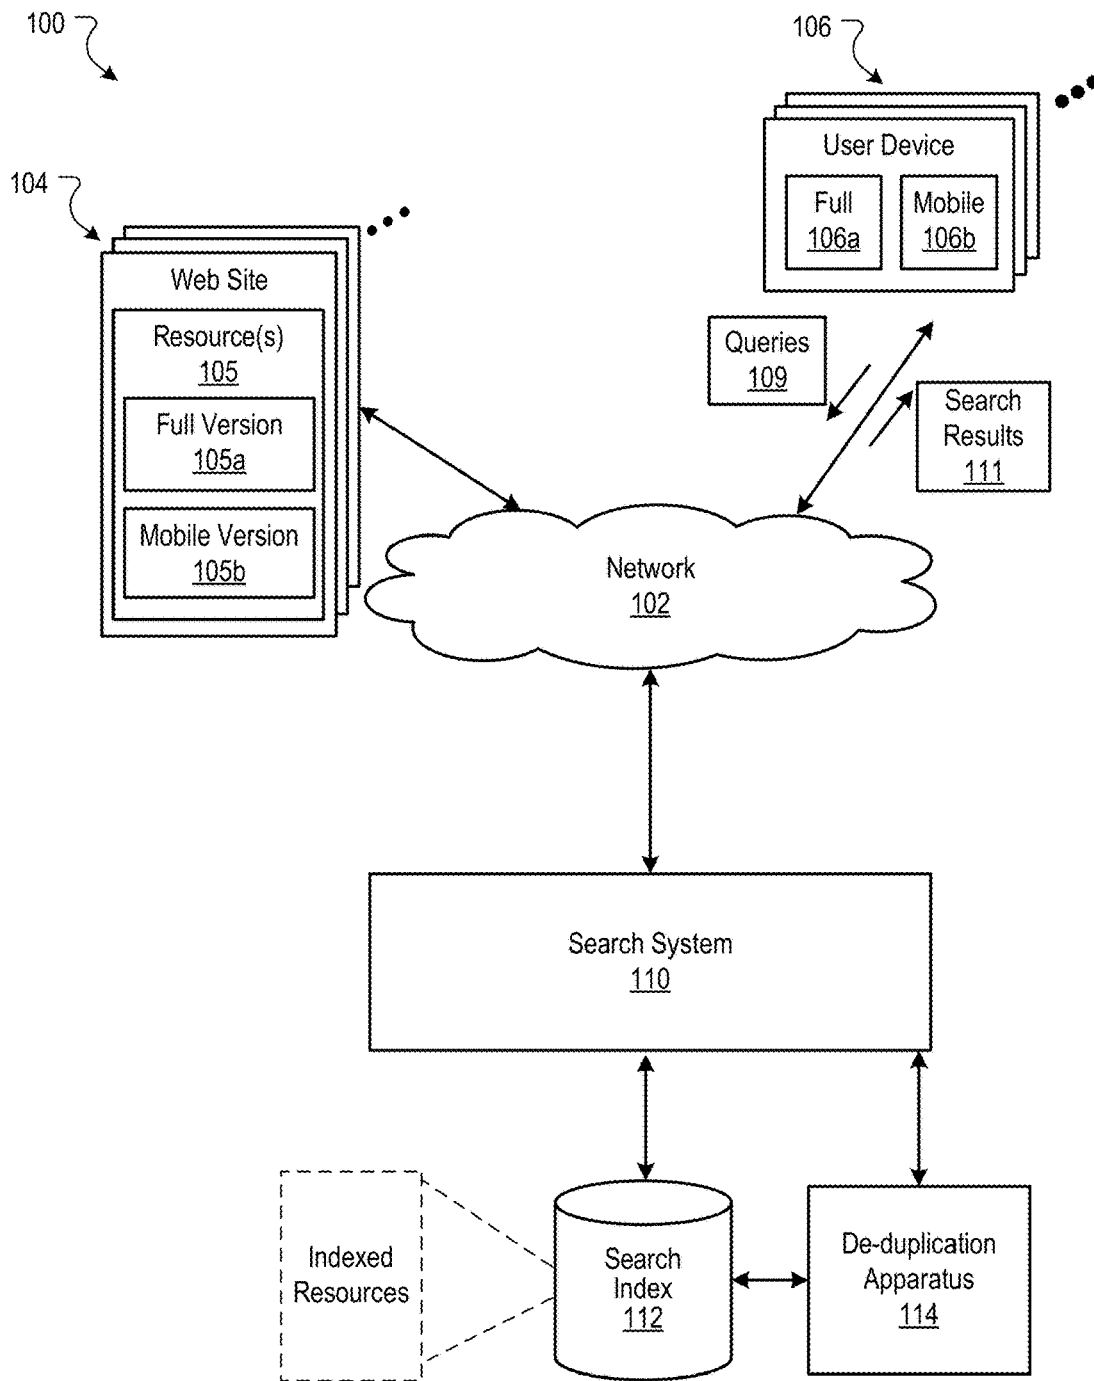 100
106
User Device
Full
106a
Mobile
106b
104
Web Site
Resource(s)
105
Full Version
105a
Mobile Version
105b
Queries
109
Search
Results
111
Network
102
Search System
110
Indexed
Resources
Search
Index
112
De-duplication
Apparatus
114